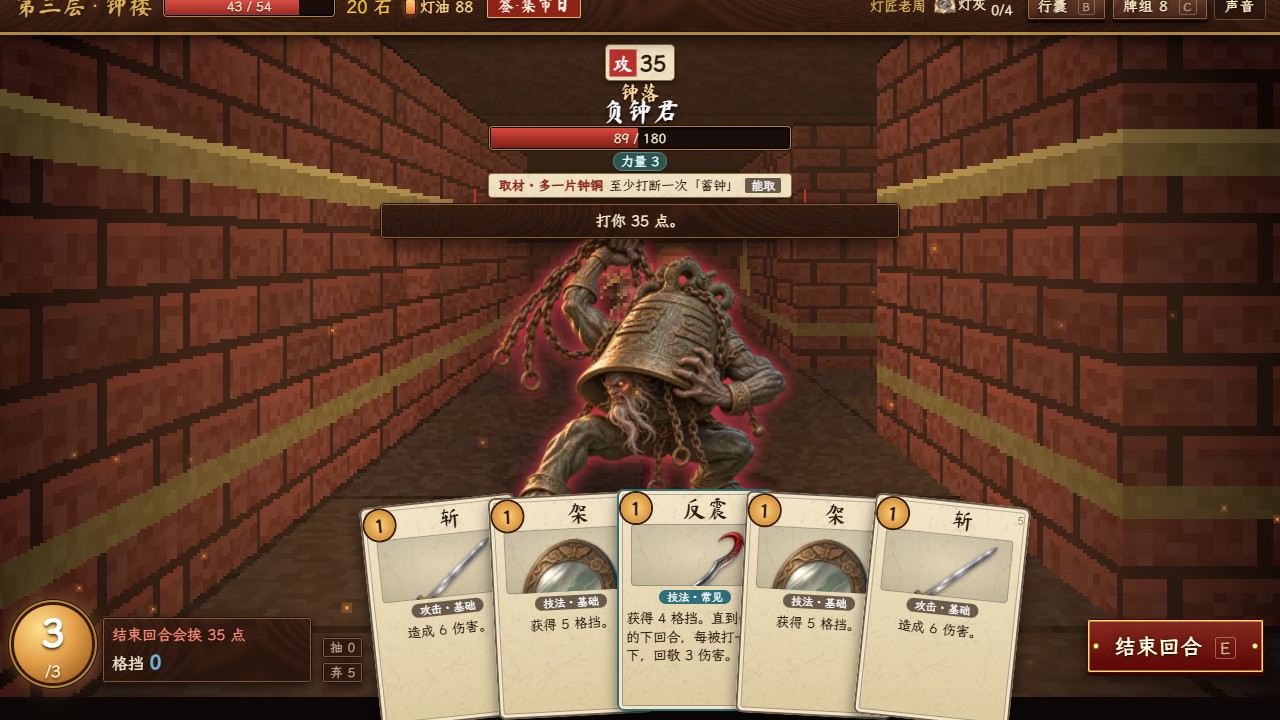 第三层·钟楼
43 / 54
20 石
灯油 88
答·集市日
灯匠老周
灯灰 0/4
行囊 B
牌组 8 C
声音
攻 35
钟落
负钟君
89 / 180
力量 3
取材·多一片钟铜 至少打断一次「蓄钟」 能取
打你 35 点。
1 斩
攻击·基础
造成 6 伤害。
1 架
技法·基础
获得 5 格挡。
1 反震
技法·常见
获得 4 格挡。直到
的下回合，每被打一
下，回敬 3 伤害。
1 架
技法·基础
获得 5 格挡。
1 斩
5
攻击·基础
造成 6 伤害。
3
/3
结束回合会挨 35 点
格挡 0
抽 0
弃 5
结束回合 E